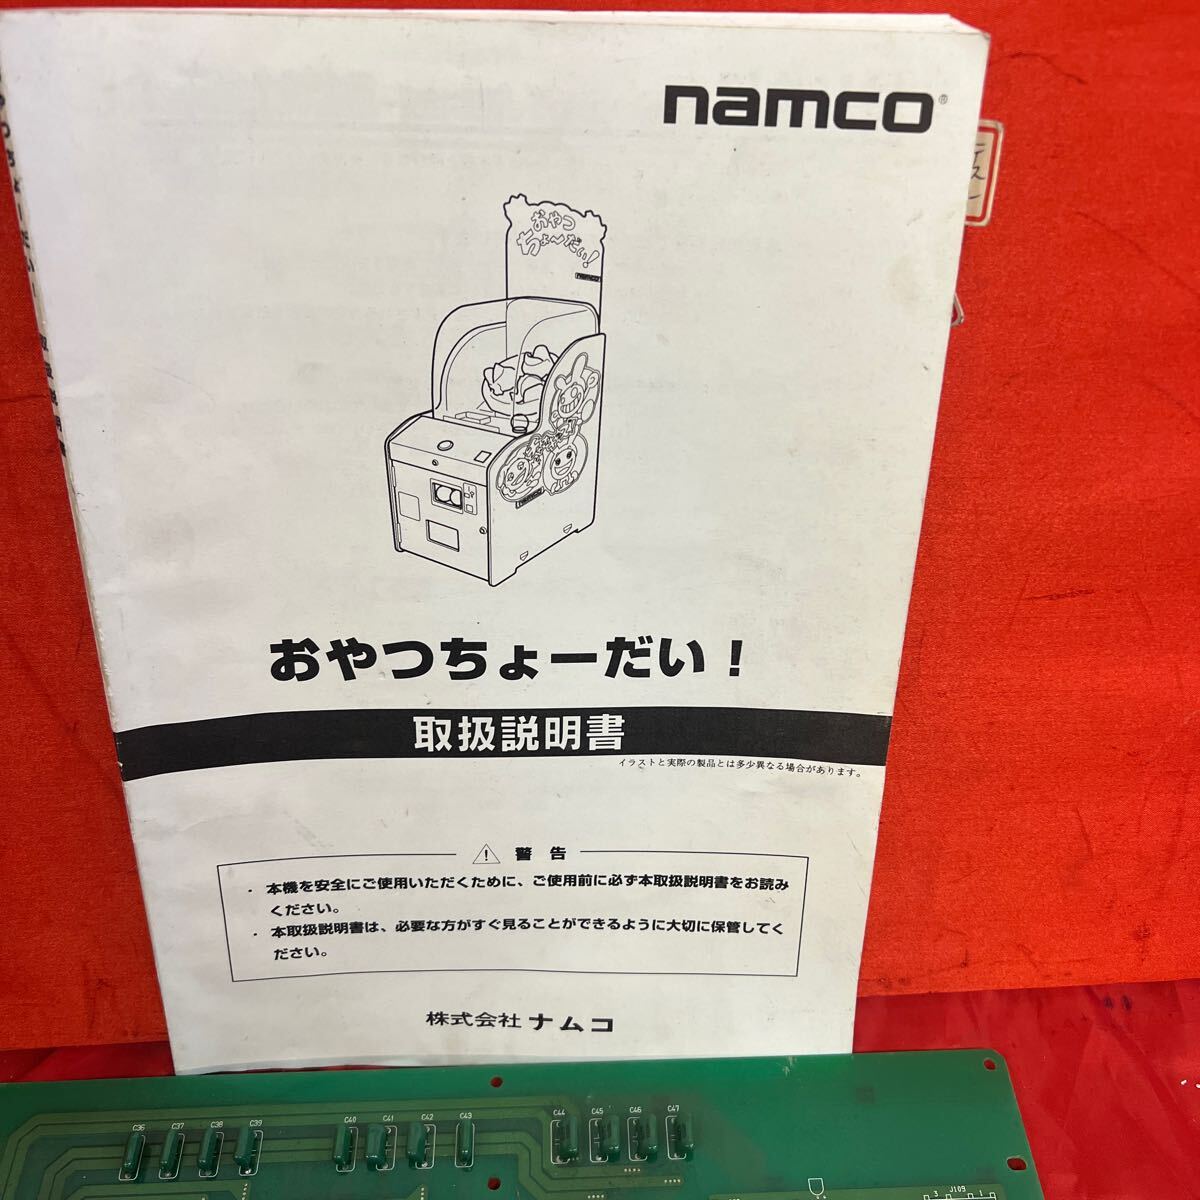 namco®
おやつ
ちょ〜だい!
namco
namco
おやつちょーだい！
取扱説明書
イラストと実際の製品とは多少異なる場合があります。
警告
・本機を安全にご使用いただくために、ご使用前に必ず本取扱説明書をお読み
ください。
・本取扱説明書は、必要な方がすぐ見ることができるように大切に保管してく
ださい。
株式会社ナムコ
C36 C37 C38 C39 C40 C41 C42 C43 C44 C45 C46 C47
J109
3 1